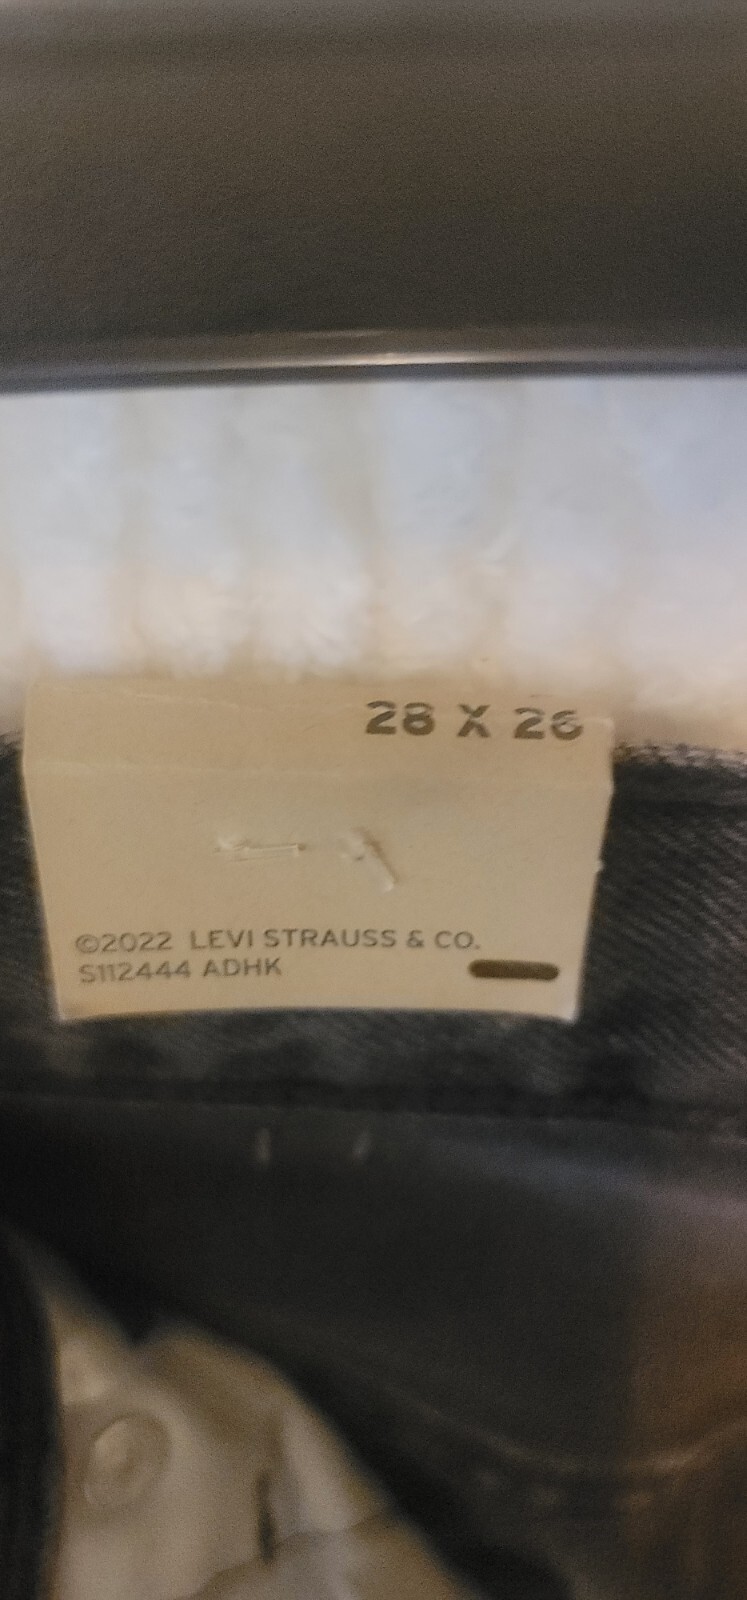 28 X 26
©2022 LEVI STRAUSS & CO.
S112444 ADHK